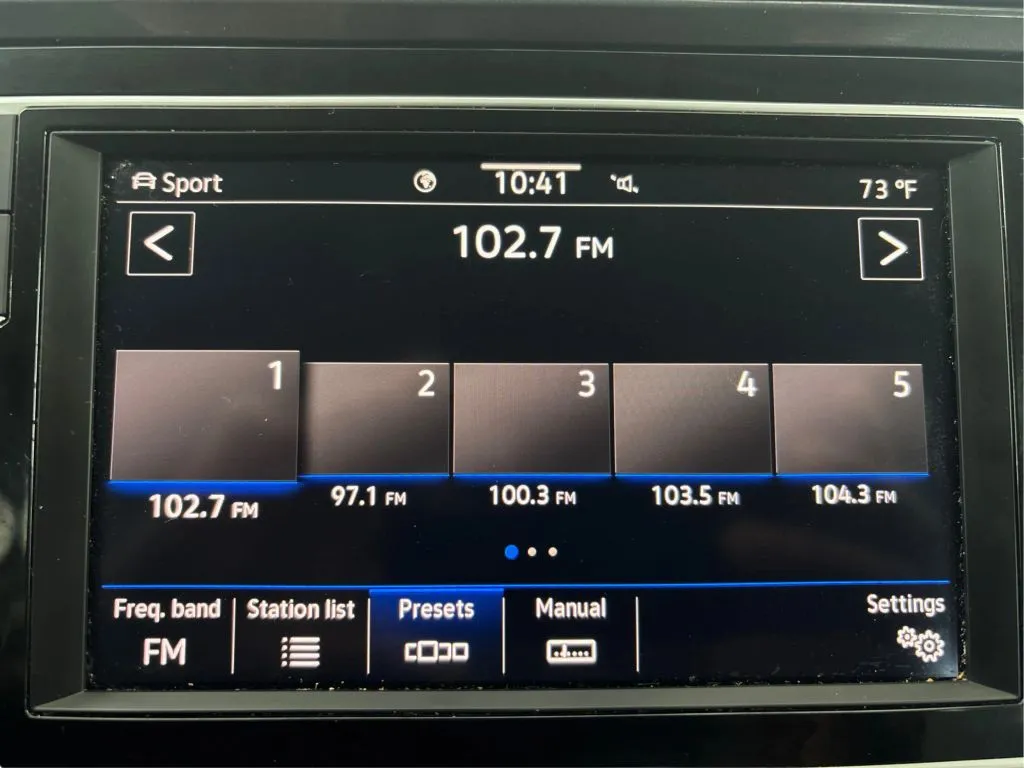 Sport 10:41 73 °F
< 102.7 FM >
1 2 3 4 5
102.7 FM 97.1 FM 100.3 FM 103.5 FM 104.3 FM
Freq. band Station list Presets Manual Settings
FM